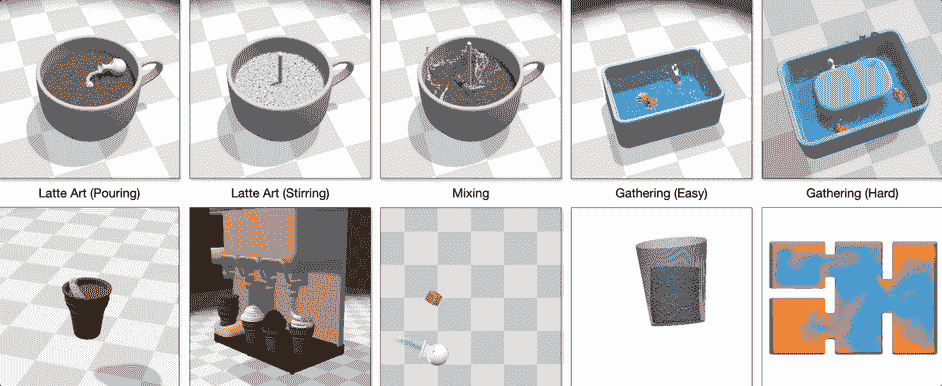 Latte Art (Pouring)
Latte Art (Stirring)
Mixing
Gathering (Easy)
Gathering (Hard)